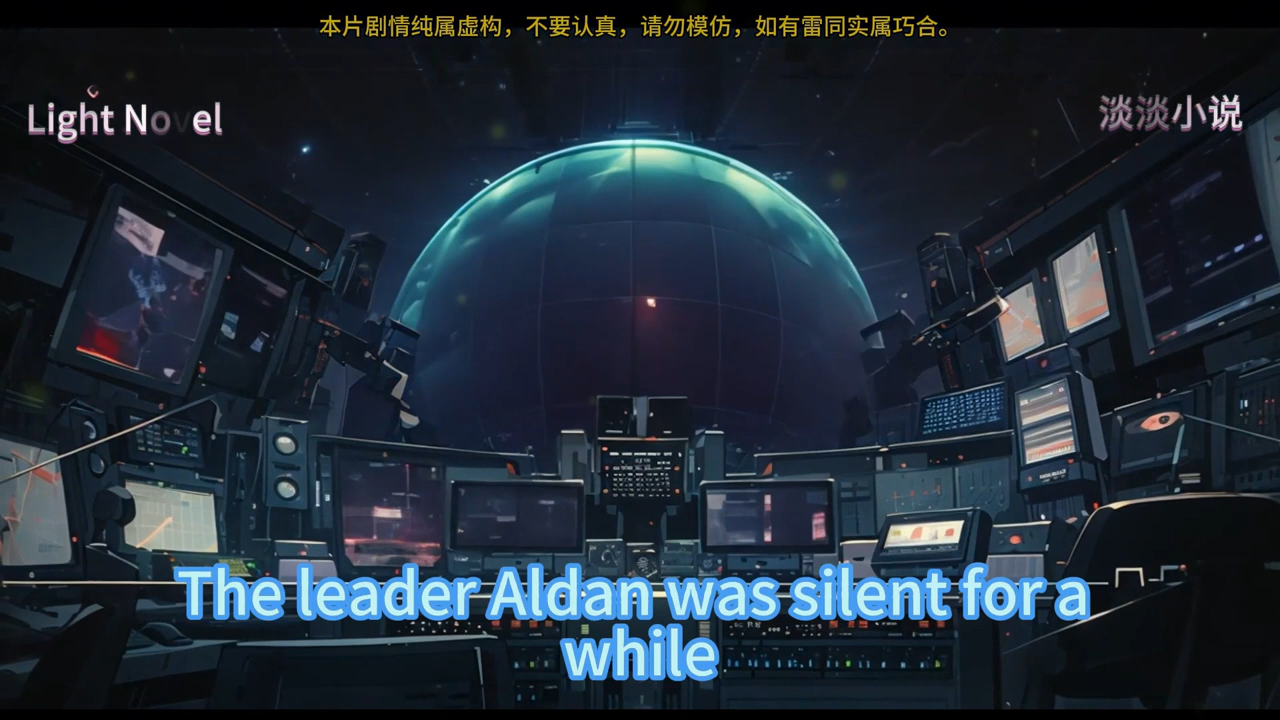 本片剧情纯属虚构，不要认真，请勿模仿，如有雷同实属巧合。
Light Novel
淡淡小说
The leader Aldan was silent for a
while